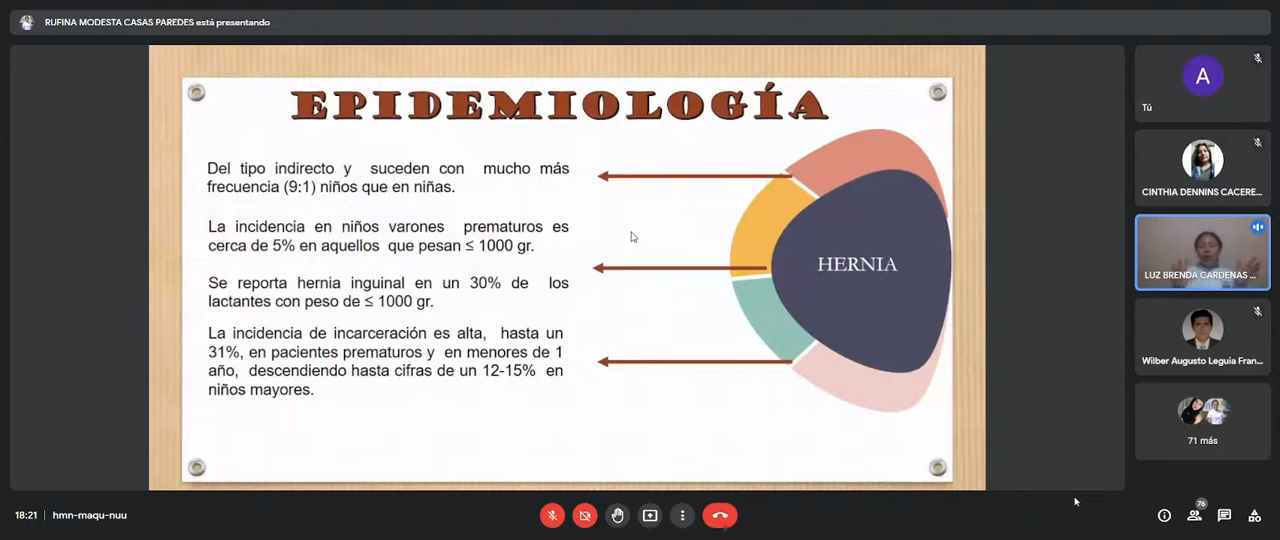 RUFINA MODESTA CASAS PAREDES está presentando
EPIDEMIOLOGÍA
Del tipo indirecto y suceden con mucho más
frecuencia (9:1) niños que en niñas.
La incidencia en niños varones prematuros es
cerca de 5% en aquellos que pesan ≤ 1000 gr.
Se reporta hernia inguinal en un 30% de los
lactantes con peso de ≤ 1000 gr.
La incidencia de incarceración es alta, hasta un
31%, en pacientes prematuros y en menores de 1
año, descendiendo hasta cifras de un 12-15% en
niños mayores.
HERNIA
A
Tú
CINTHIA DENNINS CACERE...
LUZ BRENDA CARDENAS ...
Wilber Augusto Leguia Fran...
71 más
18:21 | hmn-maqu-nuu
76